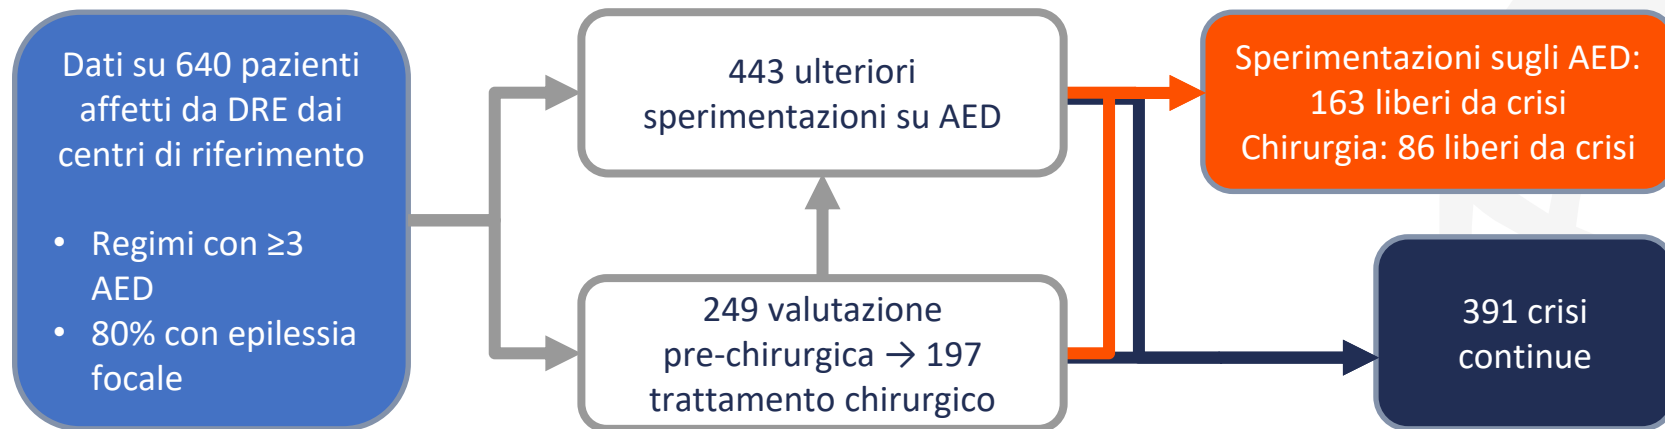 Dati su 640 pazienti
affetti da DRE dai
centri di riferimento
• Regimi con ≥3
AED
• 80% con epilessia
focale
443 ulteriori
sperimentazioni su AED
249 valutazione
pre-chirurgica → 197
trattamento chirurgico
Sperimentazioni sugli AED:
163 liberi da crisi
Chirurgia: 86 liberi da crisi
391 crisi
continue